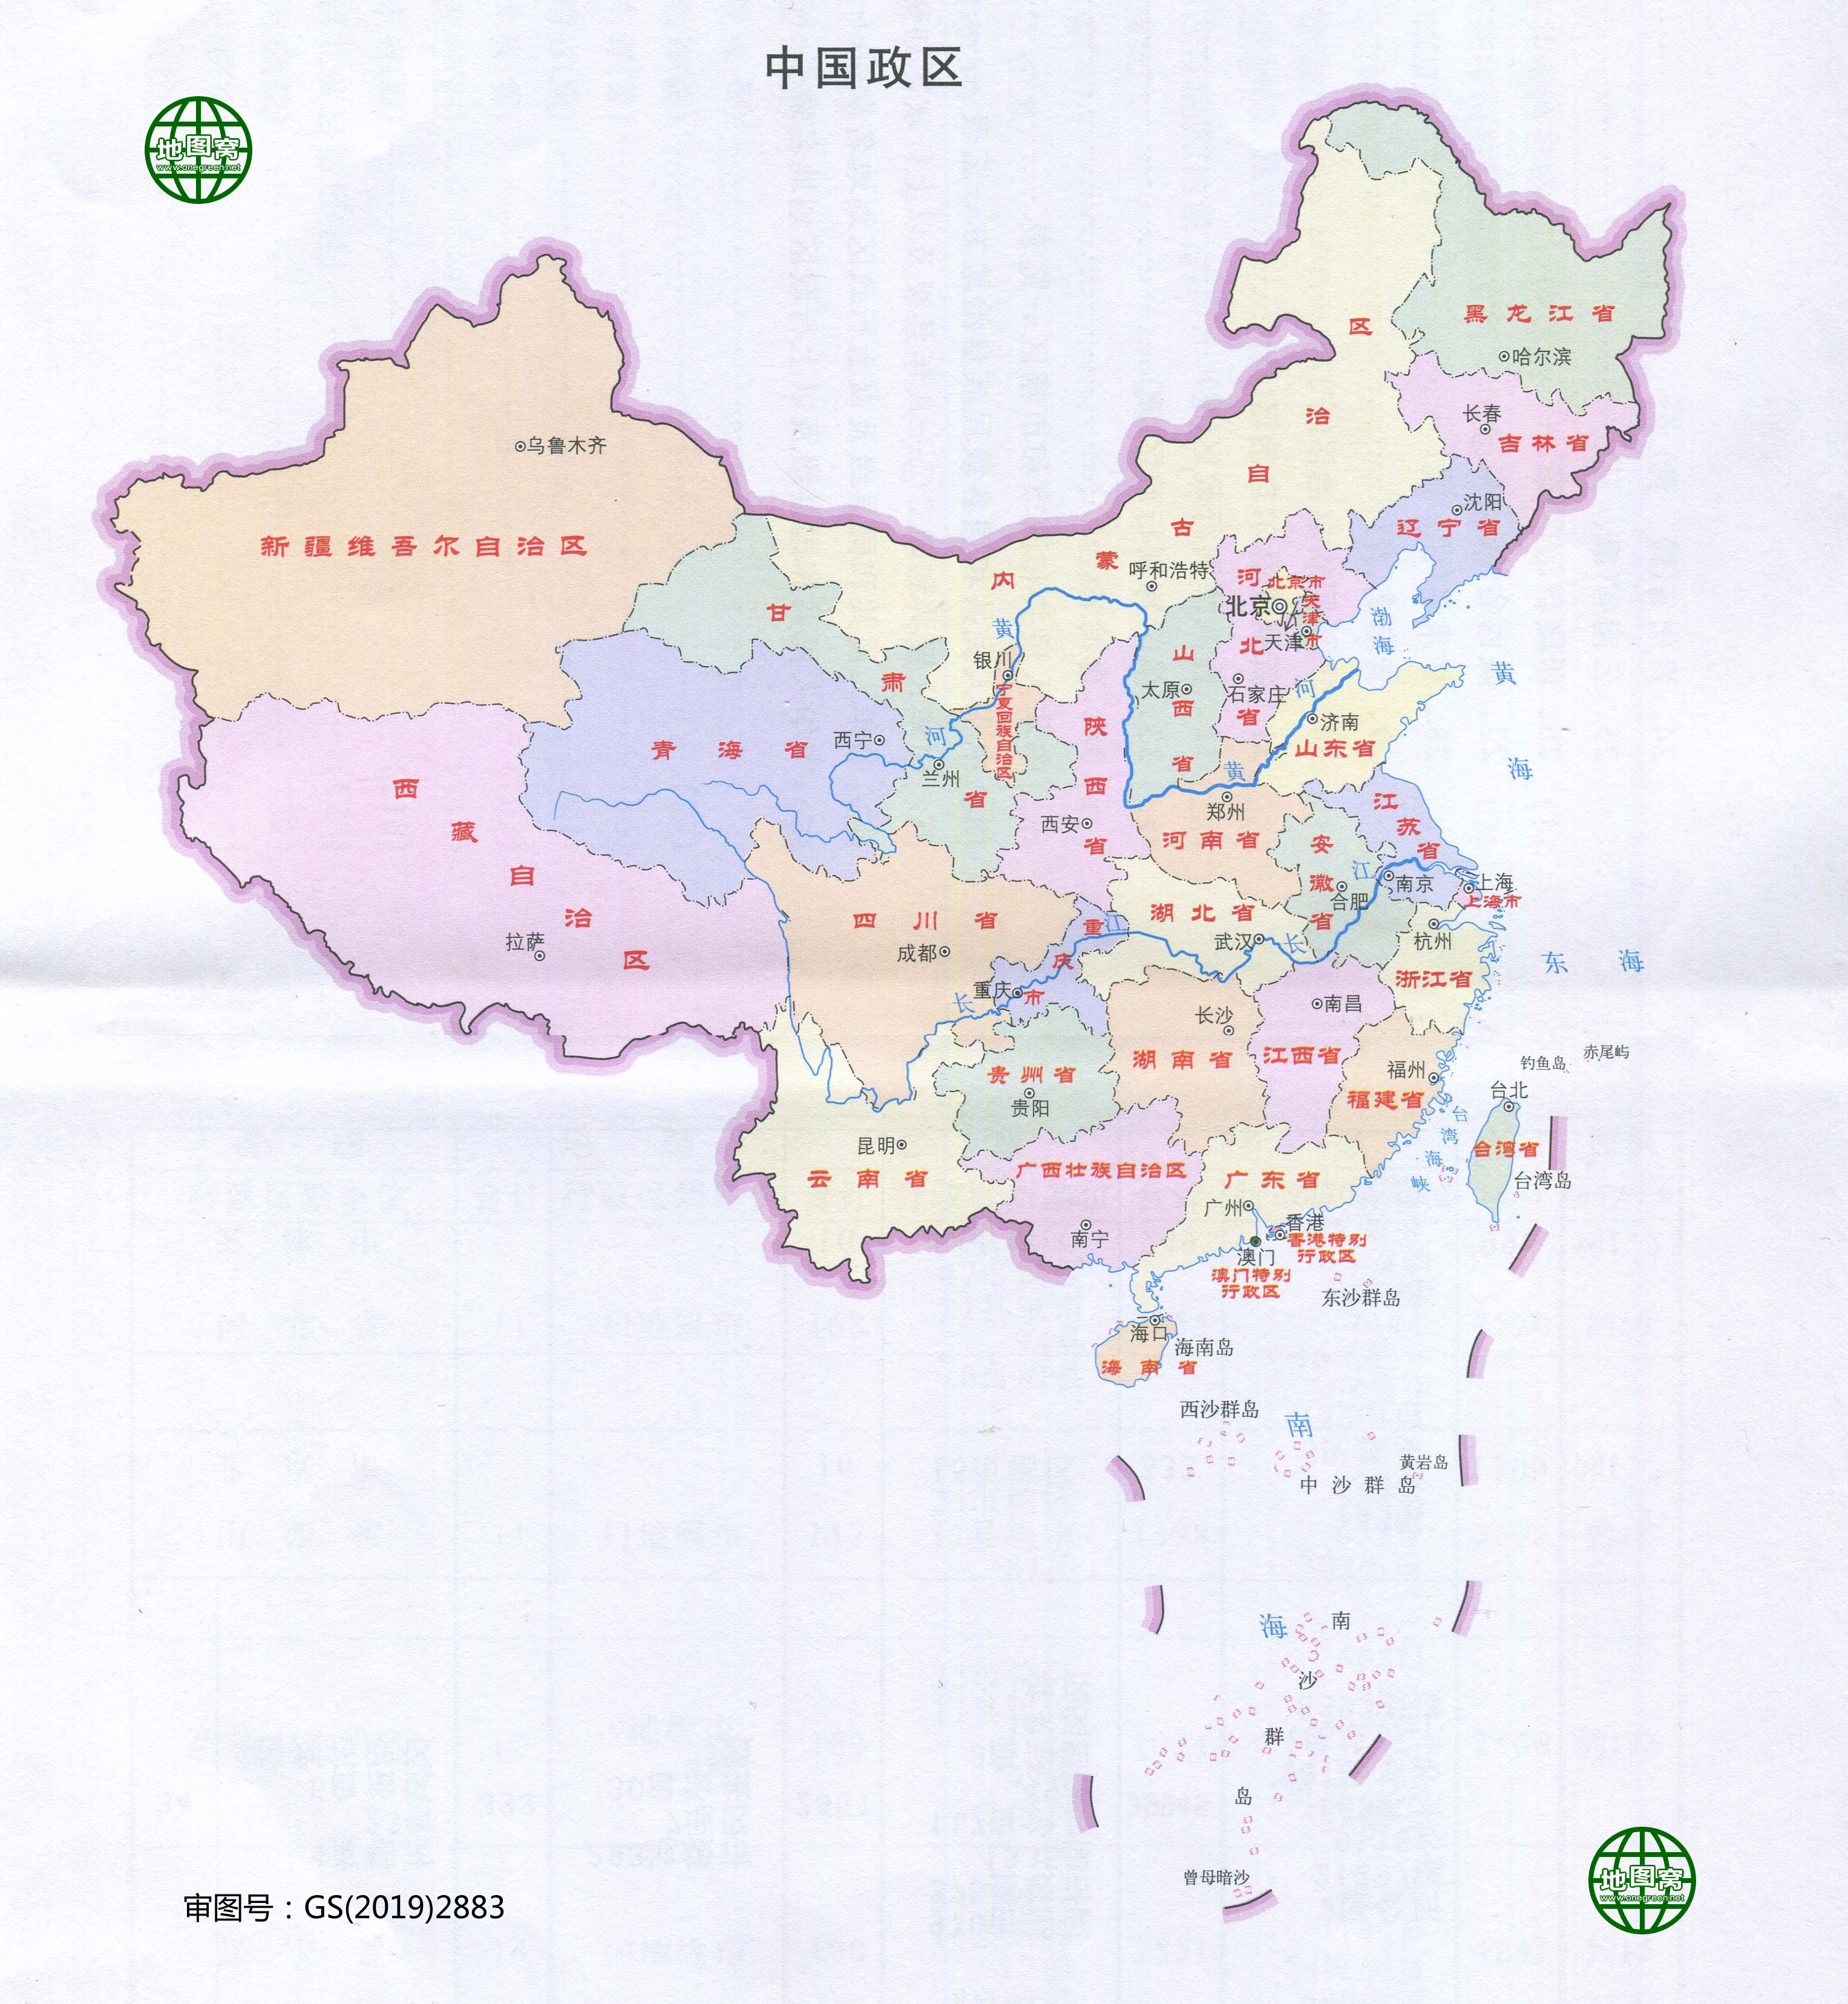 中国政区
地图窝
www.onegreen.net
黑龙江省
哈尔滨
内蒙古自治区
长春
吉林省
乌鲁木齐
沈阳
辽宁省
新疆维吾尔自治区
呼和浩特
河北省
北京市
北京
天津市
天津
渤海
甘肃省
黄河
银川
宁夏回族自治区
山西省
太原
石家庄
黄河
济南
山东省
黄海
陕西省
西安
青海省
西宁
河
兰州
西藏自治区
拉萨
郑州
河南省
江苏省
南京
安徽省
合肥
上海
上海市
四川省
成都
重庆市
重庆
湖北省
武汉
长江
长江
杭州
浙江省
东海
长沙
湖南省
南昌
江西省
贵州省
贵阳
福州
福建省
钓鱼岛
赤尾屿
台北
台湾省
台湾岛
台湾海峡
昆明
云南省
广西壮族自治区
南宁
广东省
广州
香港
香港特别
行政区
澳门
澳门特别
行政区
东沙群岛
海口
海南岛
海南省
西沙群岛
南海
黄岩岛
中沙群岛
南沙群岛
曾母暗沙
审图号：GS(2019)2883
地图窝
www.onegreen.net